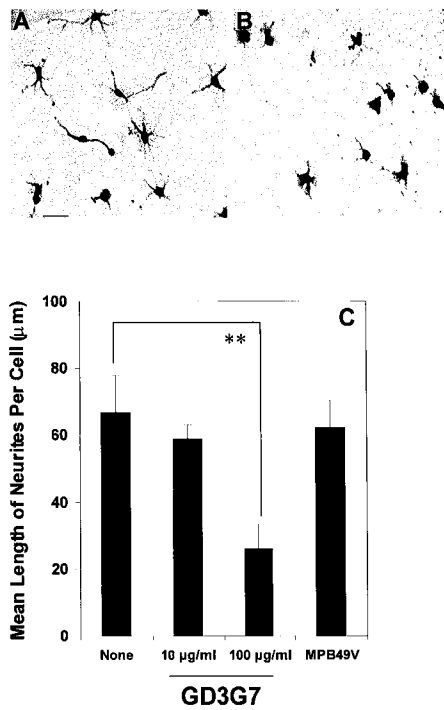 A
B
C
100
80
60
40
20
0
Mean Length of Neurites Per Cell (μm)
**
None
10 μg/ml
100 μg/ml
MPB49V
GD3G7